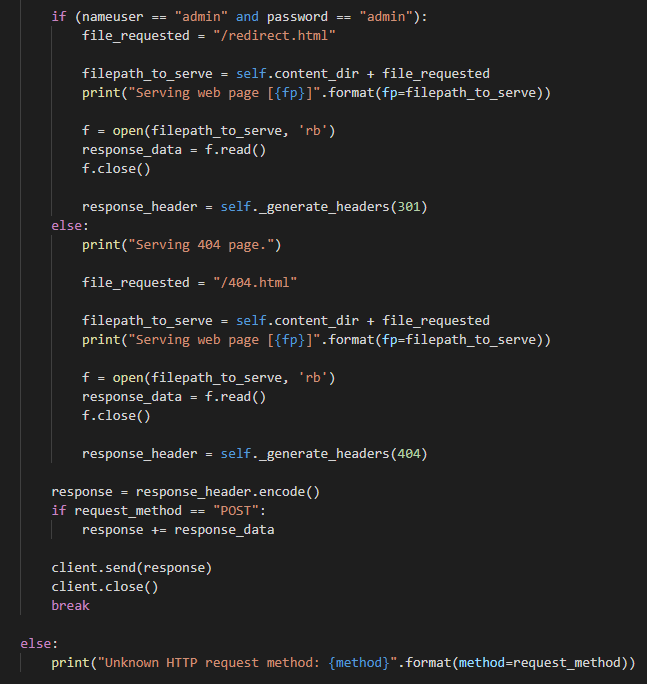 if (nameuser == "admin" and password == "admin"):
file_requested = "/redirect.html"
filepath_to_serve = self.content_dir + file_requested
print("Serving web page [{fp}]".format(fp=filepath_to_serve))
f = open(filepath_to_serve, 'rb')
response_data = f.read()
f.close()
response_header = self._generate_headers(301)
else:
print("Serving 404 page.")
file_requested = "/404.html"
filepath_to_serve = self.content_dir + file_requested
print("Serving web page [{fp}]".format(fp=filepath_to_serve))
f = open(filepath_to_serve, 'rb')
response_data = f.read()
f.close()
response_header = self._generate_headers(404)
response = response_header.encode()
if request_method == "POST":
response += response_data
client.send(response)
client.close()
break
else:
print("Unknown HTTP request method: {method}".format(method=request_method))